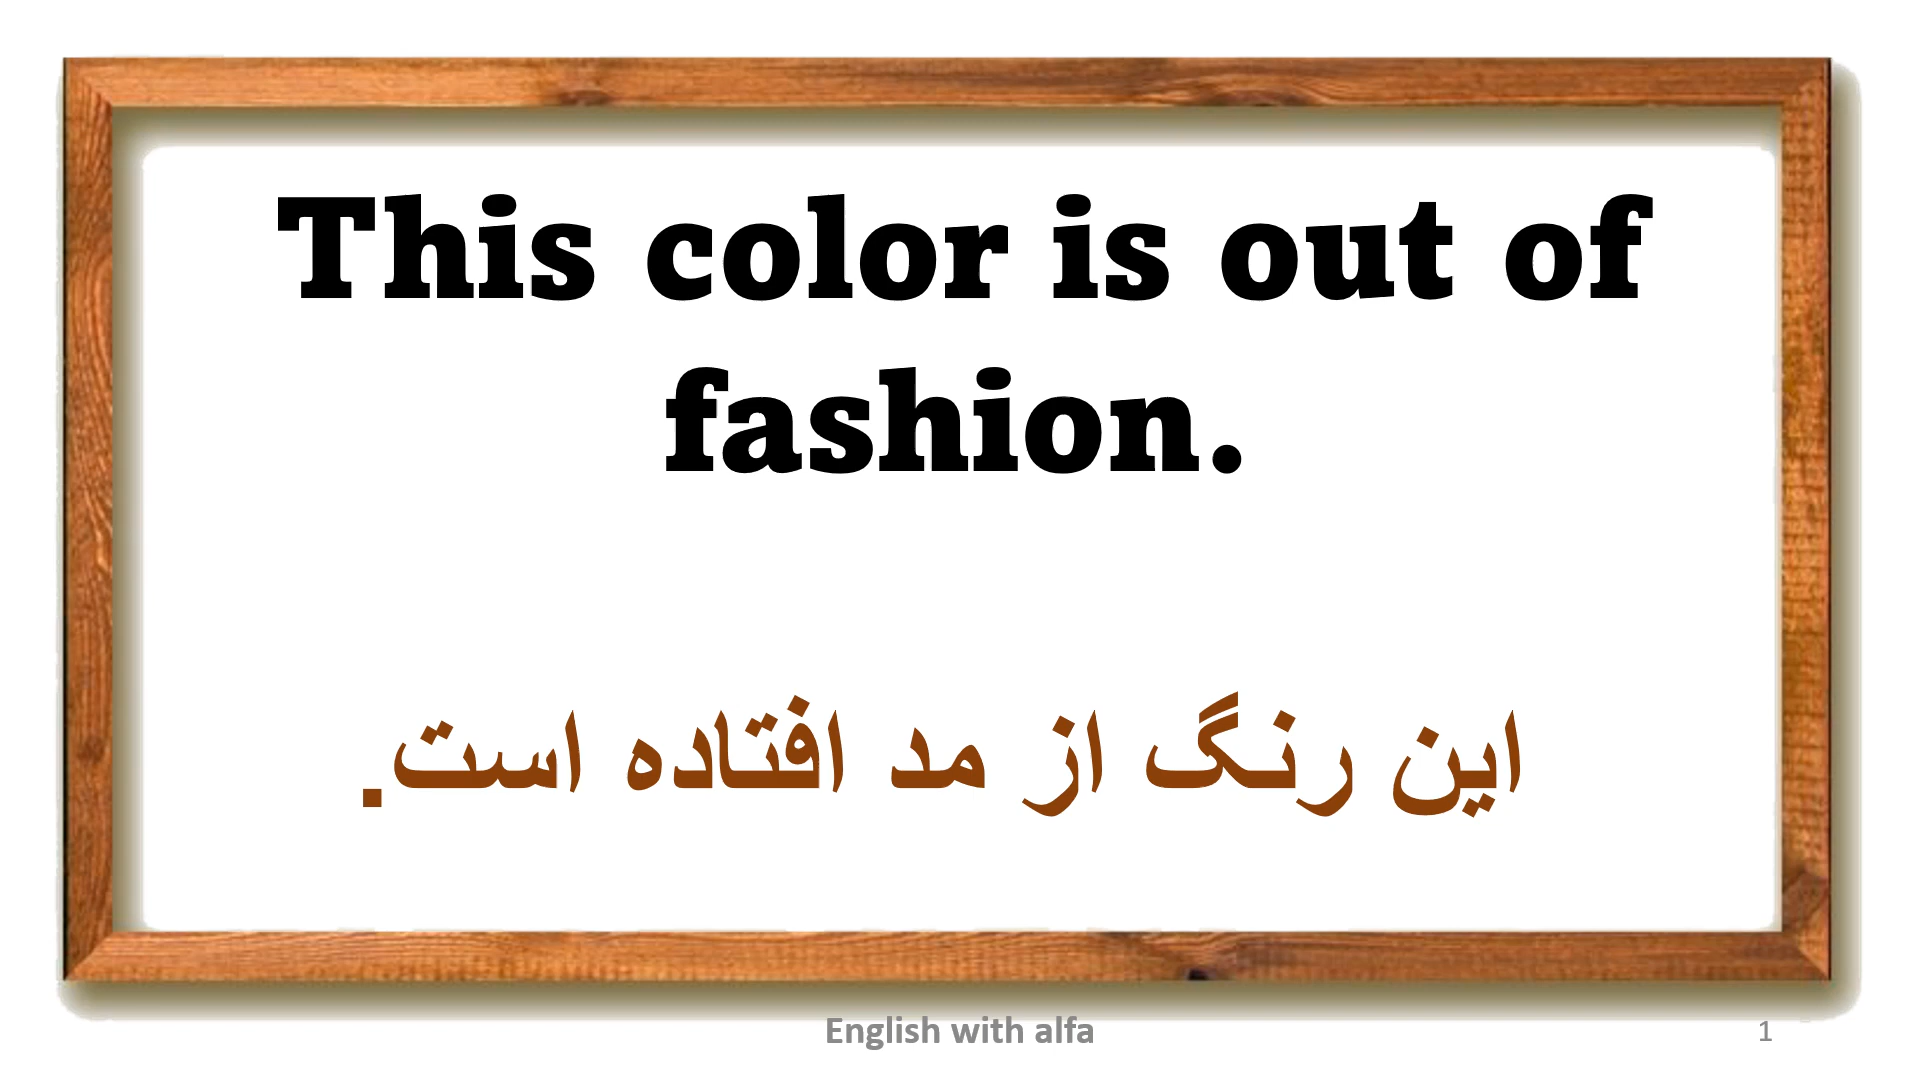 This color is out of
fashion.
این رنگ از مد افتاده است.
English with alfa
1